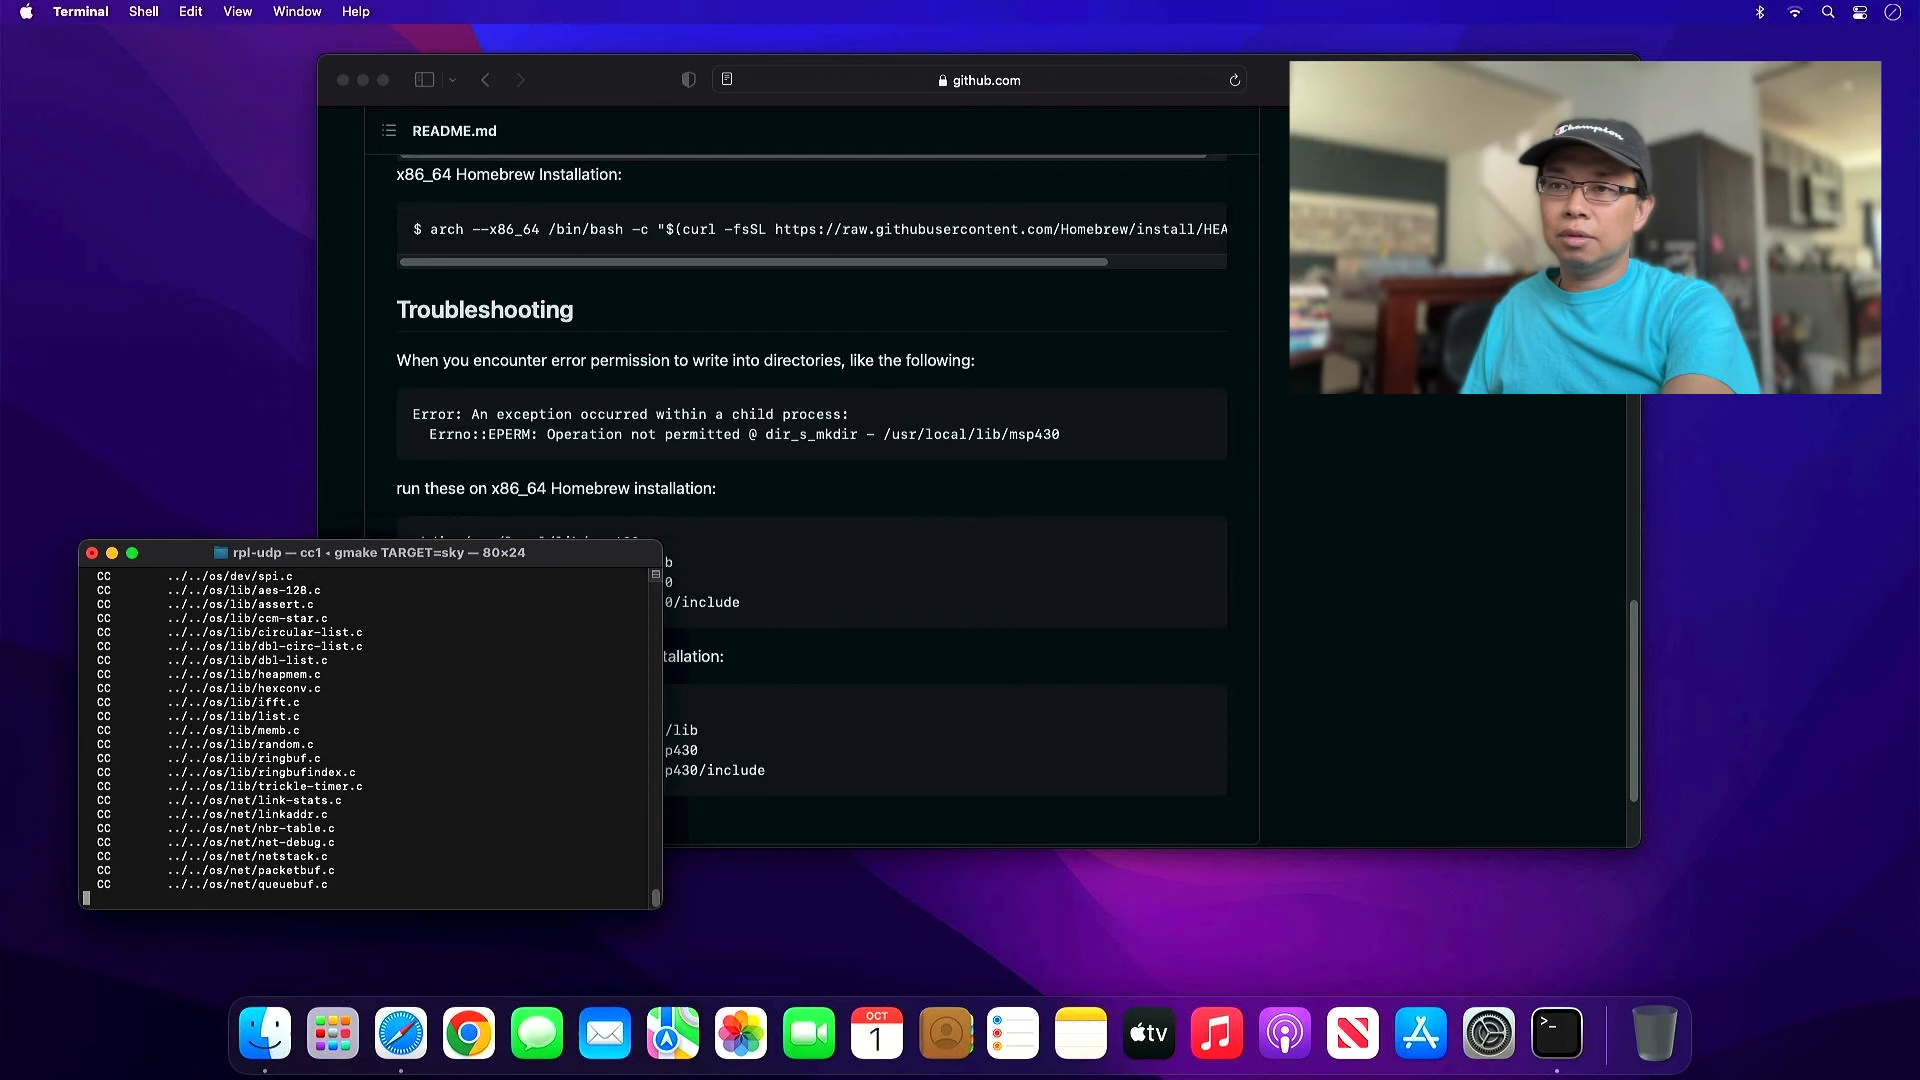 Terminal Shell Edit View Window Help
github.com
README.md
x86_64 Homebrew Installation:
$ arch --x86_64 /bin/bash -c "$(curl -fsSL https://raw.githubusercontent.com/Homebrew/install/HEA
Troubleshooting
When you encounter error permission to write into directories, like the following:
Error: An exception occurred within a child process:
Errno::EPERM: Operation not permitted @ dir_s_mkdir - /usr/local/lib/msp430
run these on x86_64 Homebrew installation:
b
0
0/include
tallation:
/lib
p430
p430/include
Champion
rpl-udp — cc1 ◂ gmake TARGET=sky — 80×24
CC ../../os/dev/spi.c
CC ../../os/lib/aes-128.c
CC ../../os/lib/assert.c
CC ../../os/lib/ccm-star.c
CC ../../os/lib/circular-list.c
CC ../../os/lib/dbl-circ-list.c
CC ../../os/lib/dbl-list.c
CC ../../os/lib/heapmem.c
CC ../../os/lib/hexconv.c
CC ../../os/lib/ifft.c
CC ../../os/lib/list.c
CC ../../os/lib/memb.c
CC ../../os/lib/random.c
CC ../../os/lib/ringbuf.c
CC ../../os/lib/ringbufindex.c
CC ../../os/lib/trickle-timer.c
CC ../../os/net/link-stats.c
CC ../../os/net/linkaddr.c
CC ../../os/net/nbr-table.c
CC ../../os/net/net-debug.c
CC ../../os/net/netstack.c
CC ../../os/net/packetbuf.c
CC ../../os/net/queuebuf.c
OCT
1
tv
>_